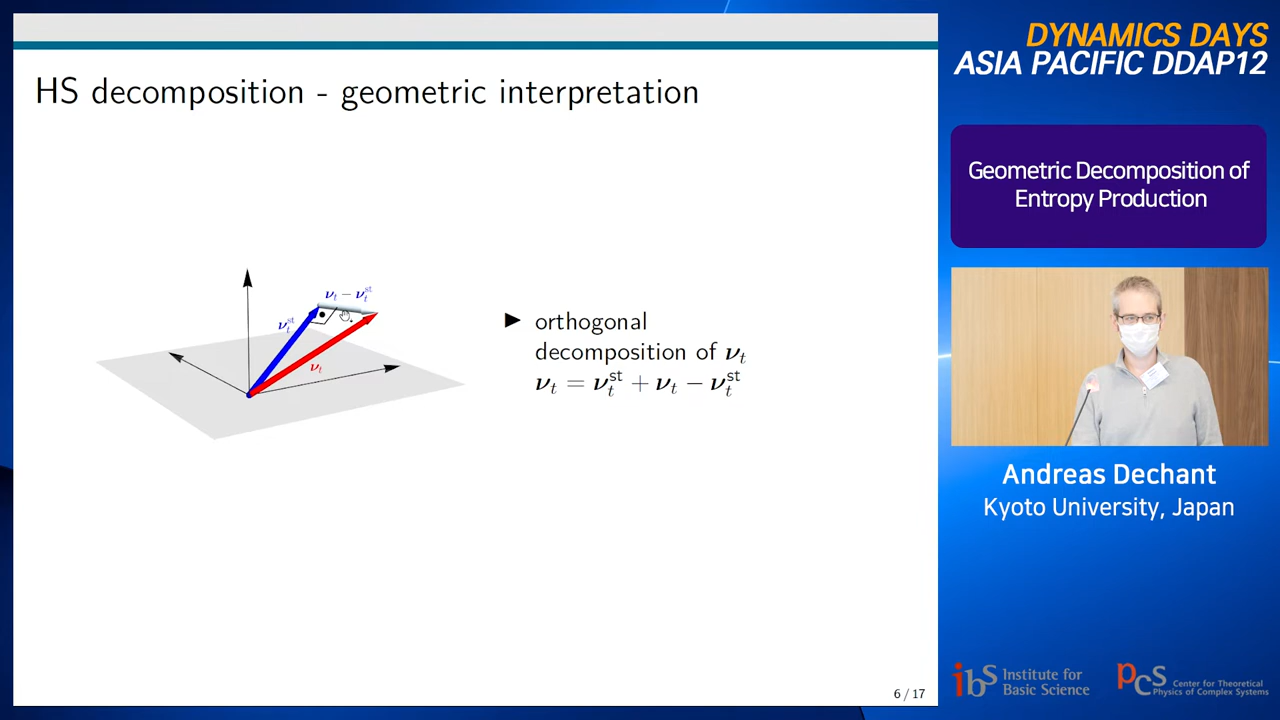 HS decomposition - geometric interpretation
ν_t − ν_t^st
ν_t^st
ν_t
▶ orthogonal
decomposition of ν_t
ν_t = ν_t^st + ν_t − ν_t^st
6 / 17
DYNAMICS DAYS
ASIA PACIFIC DDAP12
Geometric Decomposition of
Entropy Production
Andreas Dechant
Kyoto University, Japan
ibS Institute for
Basic Science
PCS Center for Theoretical
Physics of Complex Systems